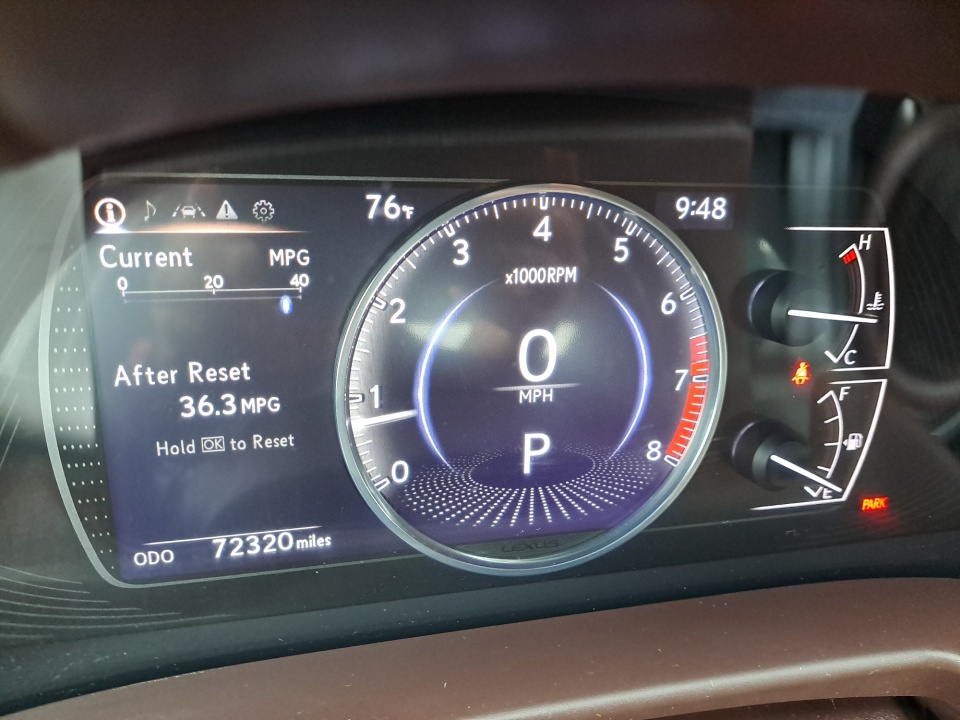 76°F
9:48
Current MPG
0 20 40
After Reset
36.3 MPG
Hold OK to Reset
ODO 72320 miles
0
1
2
3
4
5
6
7
8
x1000RPM
0
MPH
P
LEXUS
H
C
F
E
PARK